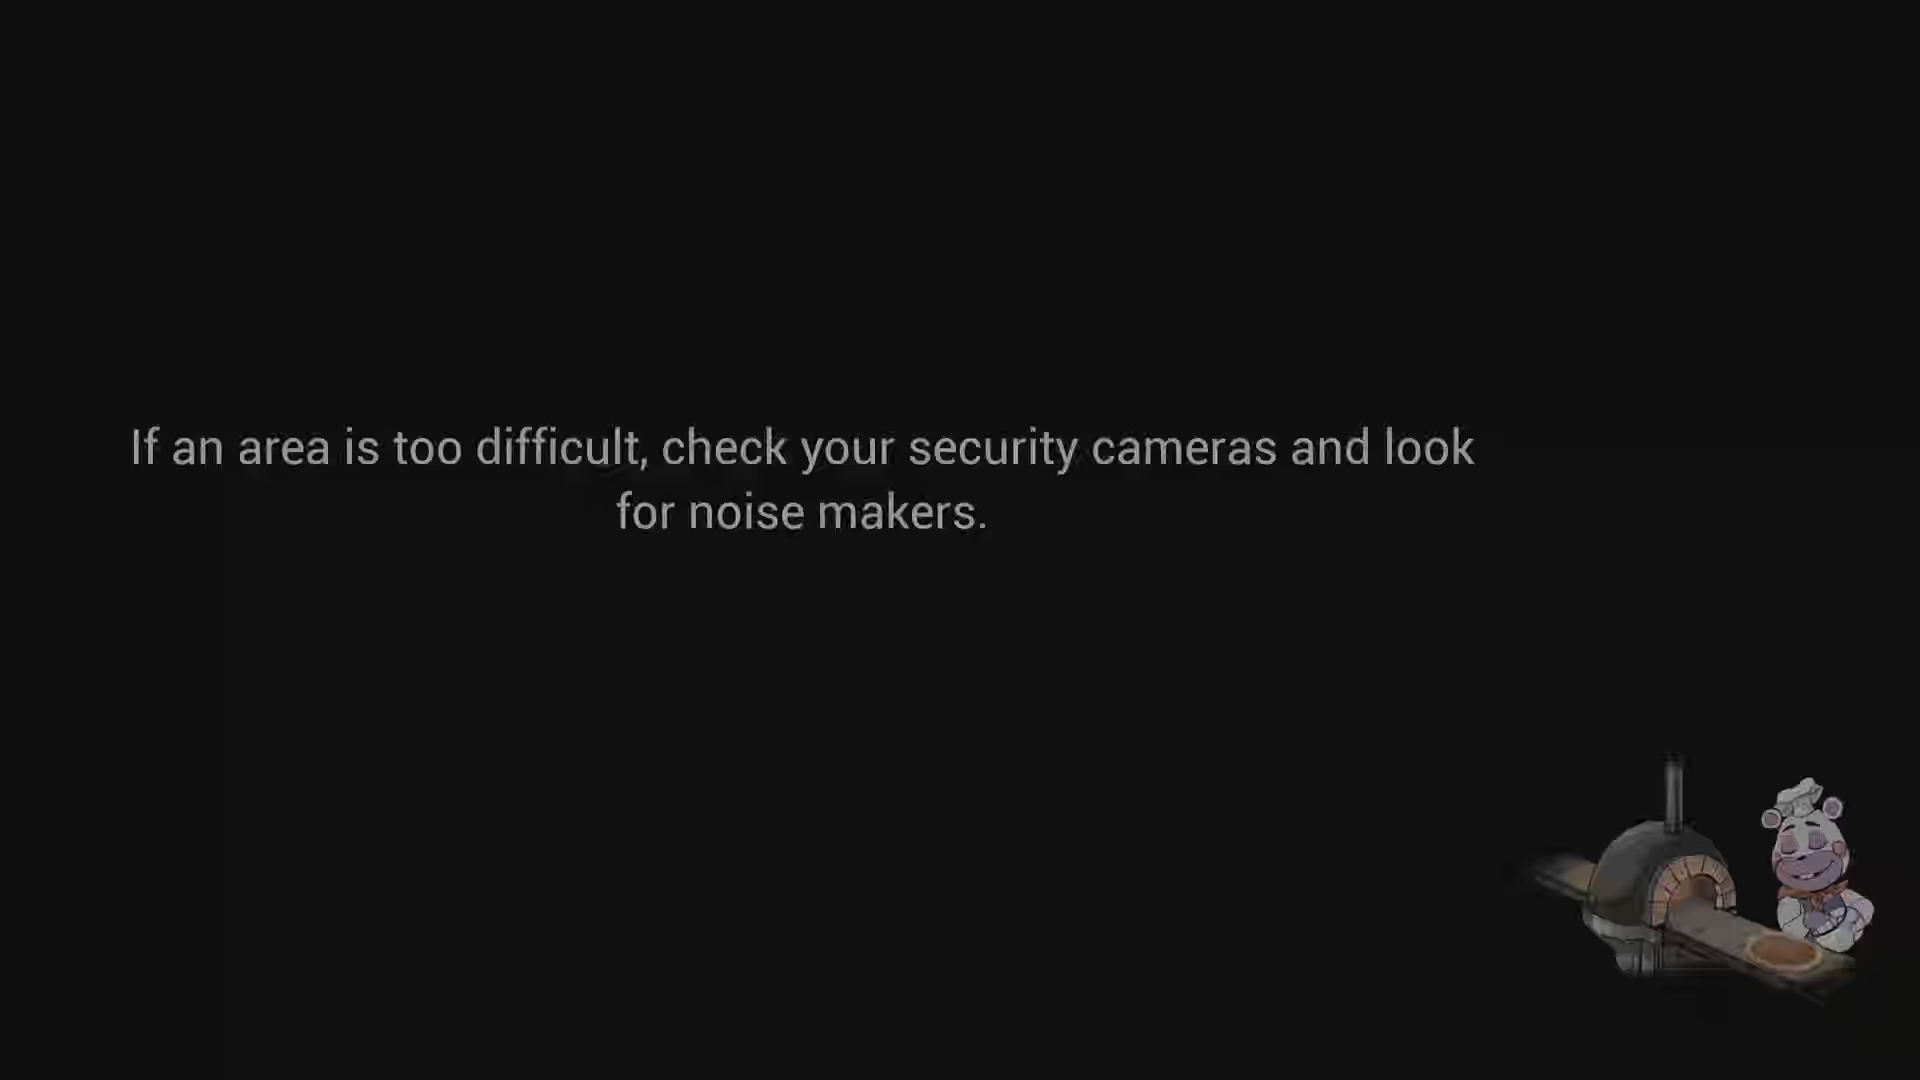 If an area is too difficult, check your security cameras and look
for noise makers.